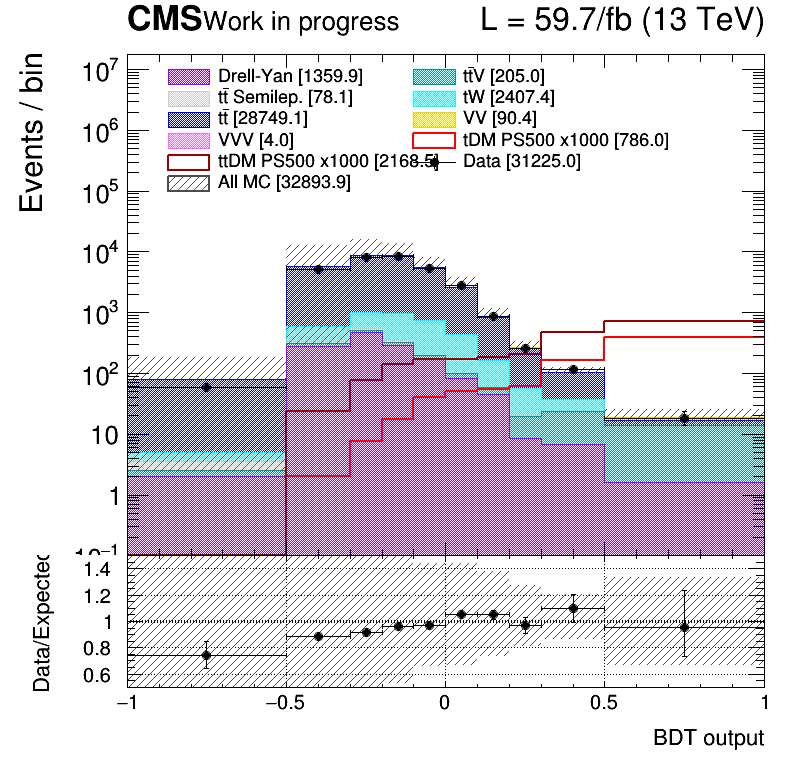 CMS Work in progress L = 59.7/fb (13 TeV)
Events / bin
10⁷
10⁶
10⁵
10⁴
10³
10²
10
1
10⁻¹
Drell-Yan [1359.9] tt̄V [205.0]
tt̄ Semilep. [78.1] tW [2407.4]
tt̄ [28749.1] VV [90.4]
VVV [4.0] tDM PS500 x1000 [786.0]
ttDM PS500 x1000 [2168.5] Data [31225.0]
All MC [32893.9]
Data/Expected
1.4
1.2
1
0.8
0.6
−1 −0.5 0 0.5 1
BDT output